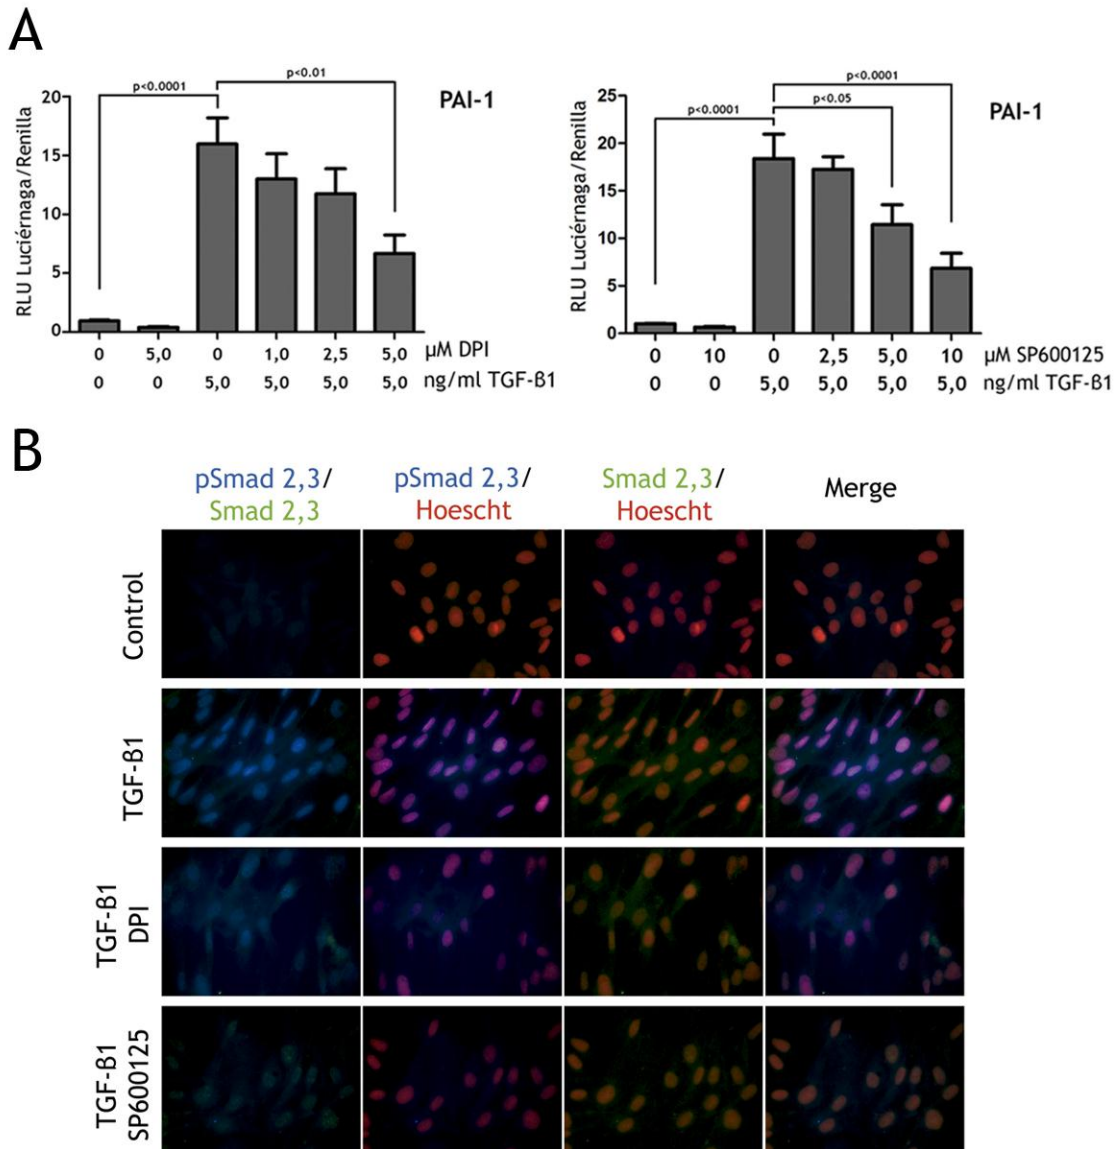 A
p<0.01
p<0.0001
PAI-1
20
15
10
5
0
RLU Luciérnaga/Renilla
0 5,0 0 1,0 2,5 5,0 µM DPI
0 0 5,0 5,0 5,0 5,0 ng/ml TGF-ß1
p<0.0001
p<0.0001
p<0.05
PAI-1
25
20
15
10
5
0
RLU Luciérnaga/Renilla
0 10 0 2,5 5,0 10 µM SP600125
0 0 5,0 5,0 5,0 5,0 ng/ml TGF-ß1
B
pSmad 2,3/
Smad 2,3
pSmad 2,3/
Hoescht
Smad 2,3/
Hoescht
Merge
Control
TGF-ß1
TGF-ß1
DPI
TGF-ß1
SP600125